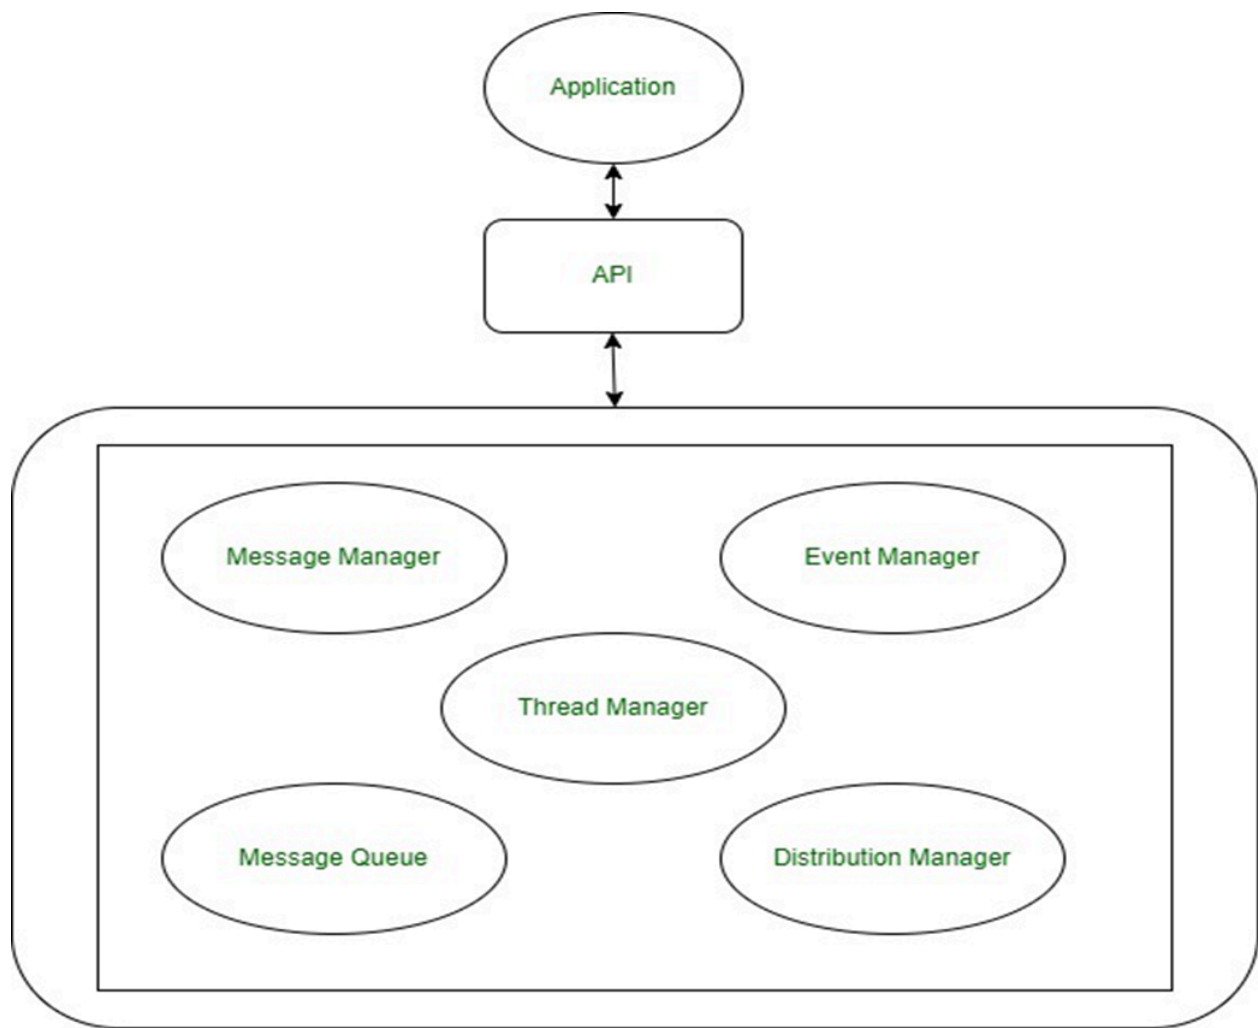 Application
API
Message Manager
Event Manager
Thread Manager
Message Queue
Distribution Manager